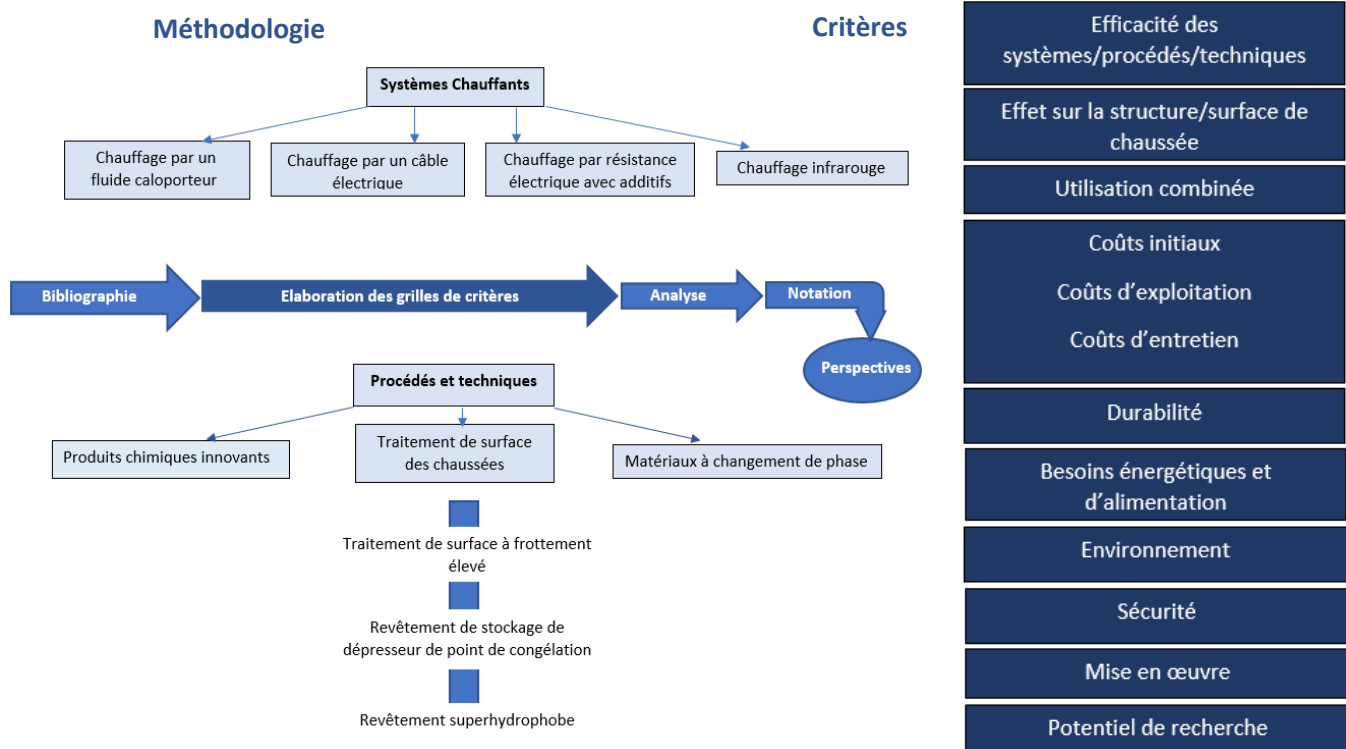 Méthodologie
Systèmes Chauffants
Chauffage par un
fluide caloporteur
Chauffage par un câble
électrique
Chauffage par résistance
électrique avec additifs
Chauffage infrarouge
Bibliographie
Elaboration des grilles de critères
Analyse
Notation
Perspectives
Procédés et techniques
Produits chimiques innovants
Traitement de surface
des chaussées
Matériaux à changement de phase
Traitement de surface à frottement
élevé
Revêtement de stockage de
dépresseur de point de congélation
Revêtement superhydrophobe
Critères
Efficacité des
systèmes/procédés/techniques
Effet sur la structure/surface de
chaussée
Utilisation combinée
Coûts initiaux
Coûts d’exploitation
Coûts d’entretien
Durabilité
Besoins énergétiques et
d’alimentation
Environnement
Sécurité
Mise en œuvre
Potentiel de recherche